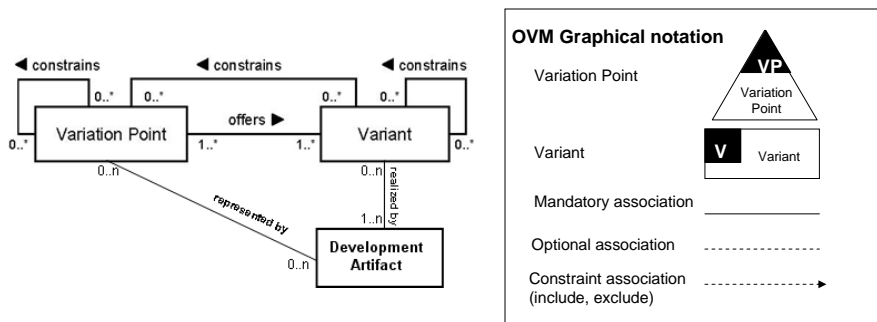 ◄ constrains
◄ constrains
◄ constrains
0..*
0..*
0..*
0..*
offers ►
Variation Point
Variant
0..*
1..*
1..*
0..*
0..n
0..n
represented by
realized by
1..n
Development
Artifact
0..n
OVM Graphical notation
Variation Point
VP
Variation
Point
Variant
V
Variant
Mandatory association
Optional association
Constraint association
(include, exclude)